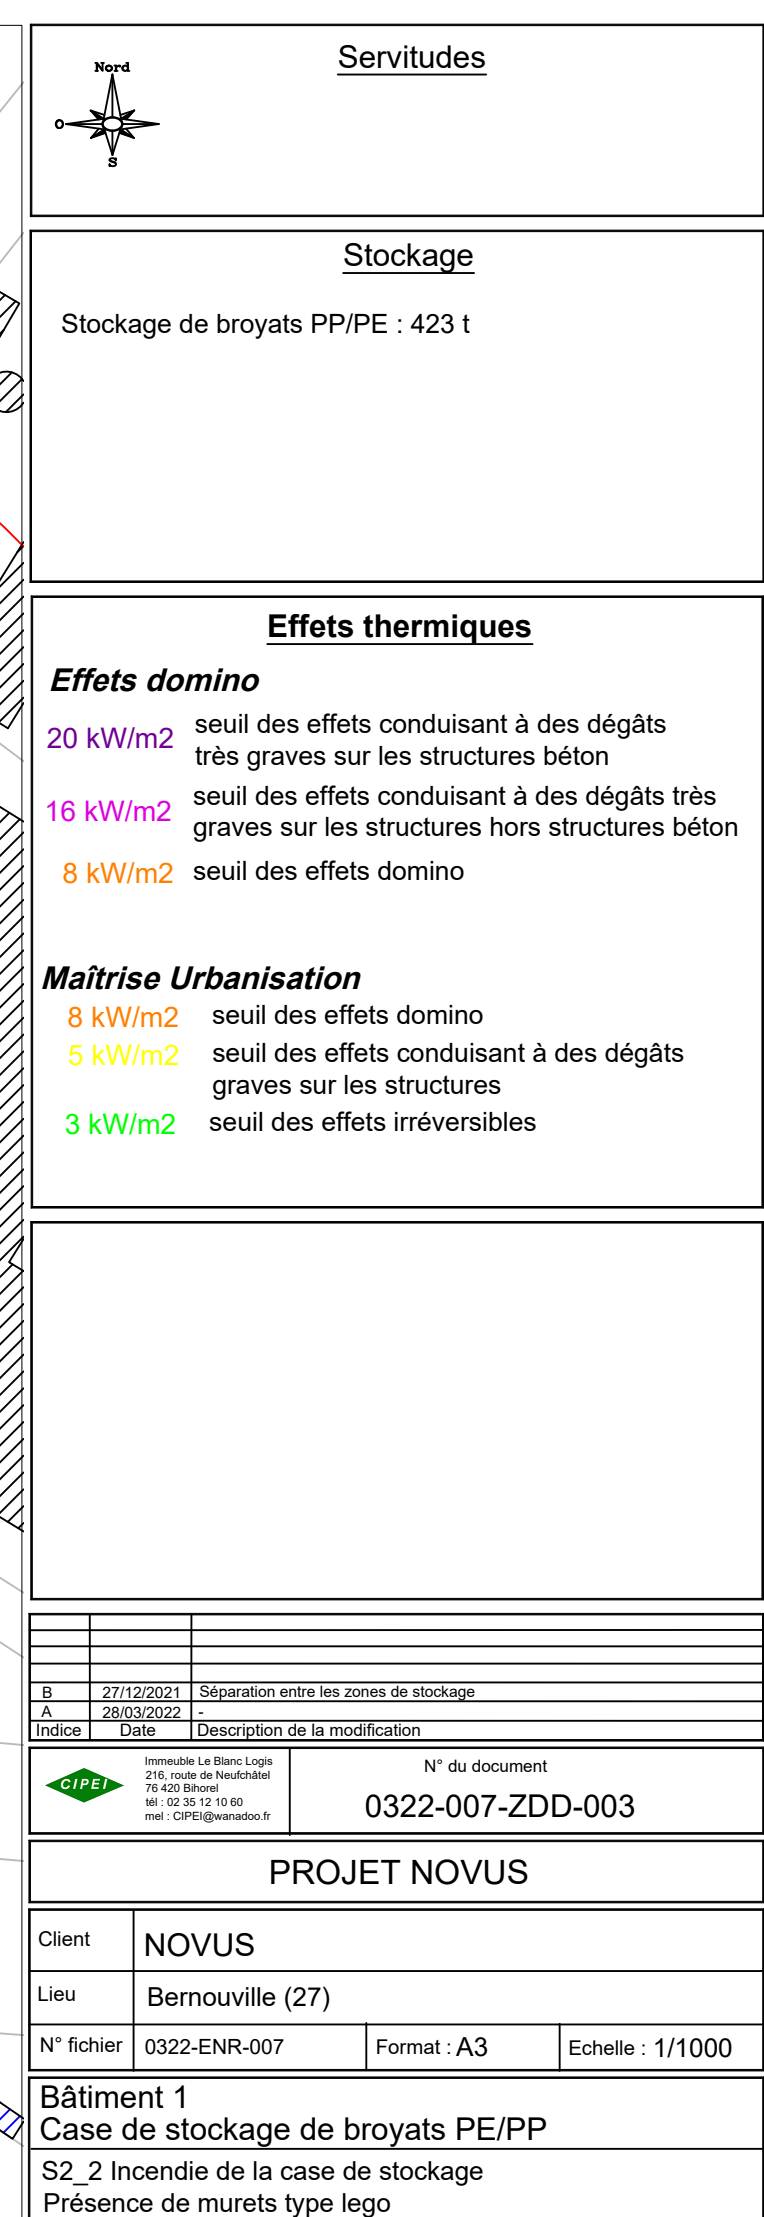 Servitudes
Nord
O
S
Stockage
Stockage de broyats PP/PE : 423 t
Effets thermiques
Effets domino
20 kW/m2 seuil des effets conduisant à des dégâts
très graves sur les structures béton
16 kW/m2 seuil des effets conduisant à des dégâts très
graves sur les structures hors structures béton
8 kW/m2 seuil des effets domino
Maîtrise Urbanisation
8 kW/m2 seuil des effets domino
5 kW/m2 seuil des effets conduisant à des dégâts
graves sur les structures
3 kW/m2 seuil des effets irréversibles
B 27/12/2021 Séparation entre les zones de stockage
A 28/03/2022 -
Indice Date Description de la modification
CIPEI
Immeuble Le Blanc Logis
216, route de Neufchâtel
76 420 Bihorel
tél : 02 35 12 10 60
mel : CIPEI@wanadoo.fr
N° du document
0322-007-ZDD-003
PROJET NOVUS
Client NOVUS
Lieu Bernouville (27)
N° fichier 0322-ENR-007 Format : A3 Echelle : 1/1000
Bâtiment 1
Case de stockage de broyats PE/PP
S2_2 Incendie de la case de stockage
Présence de murets type lego